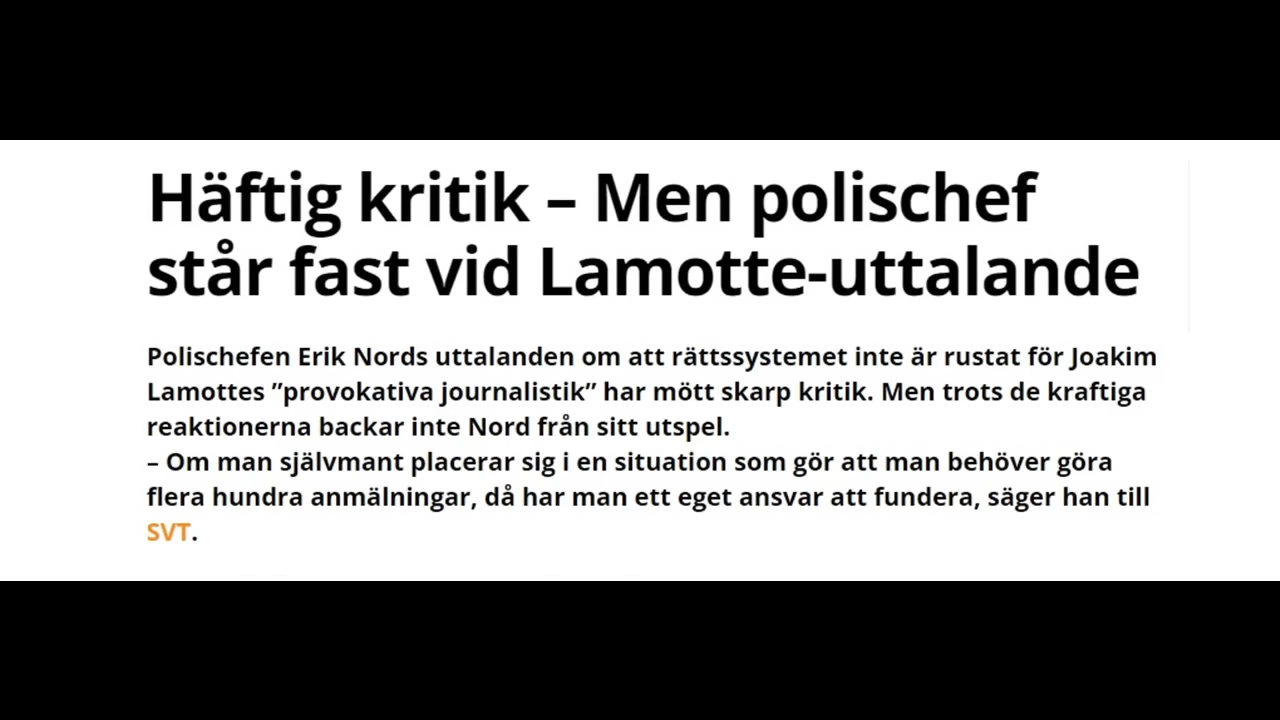 Häftig kritik – Men polischef
står fast vid Lamotte-uttalande
Polischefen Erik Nords uttalanden om att rättssystemet inte är rustat för Joakim
Lamottes ”provokativa journalistik” har mött skarp kritik. Men trots de kraftiga
reaktionerna backar inte Nord från sitt utspel.
– Om man självmant placerar sig i en situation som gör att man behöver göra
flera hundra anmälningar, då har man ett eget ansvar att fundera, säger han till
SVT.